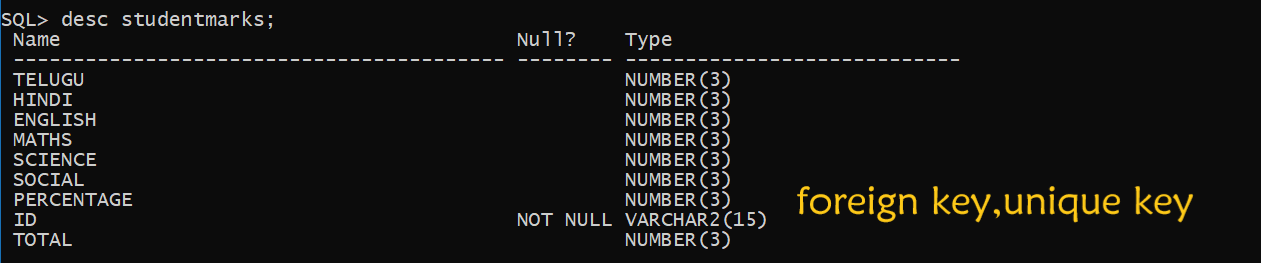 SQL> desc studentmarks;
Name Null? Type
----------------------------------------- -------- ----------------------------
TELUGU NUMBER(3)
HINDI NUMBER(3)
ENGLISH NUMBER(3)
MATHS NUMBER(3)
SCIENCE NUMBER(3)
SOCIAL NUMBER(3)
PERCENTAGE NUMBER(3)
ID NOT NULL VARCHAR2(15) foreign key,unique key
TOTAL NUMBER(3)